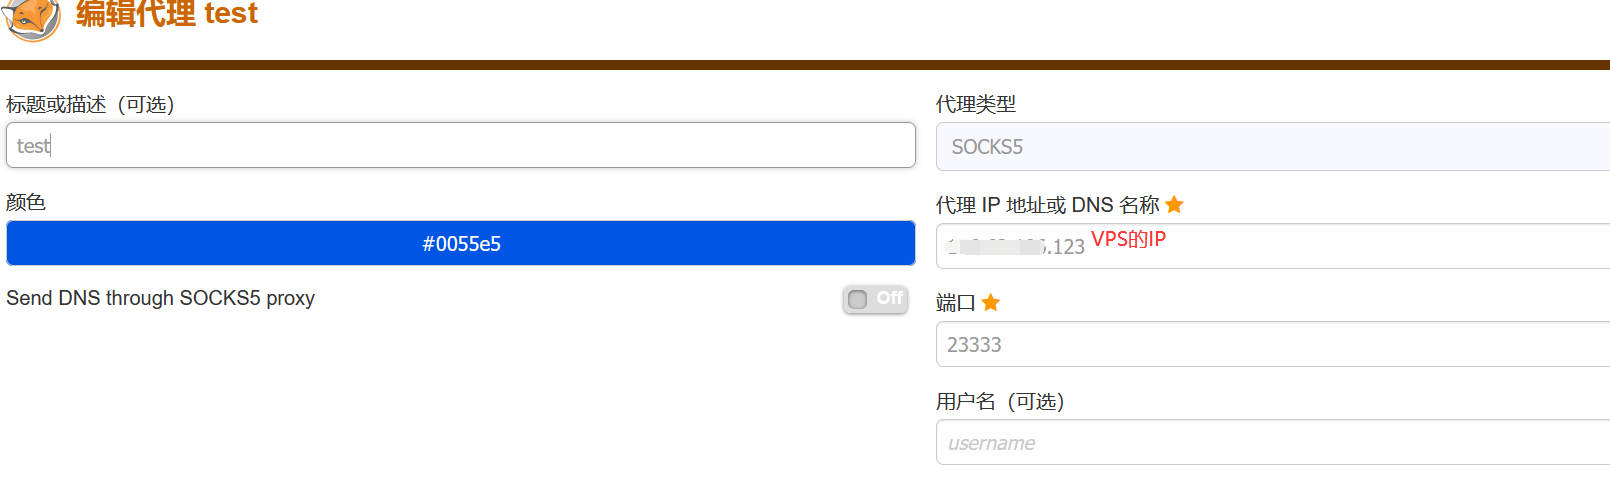 编辑代理 test
标题或描述（可选）
test
颜色
#0055e5
Send DNS through SOCKS5 proxy
Off
代理类型
SOCKS5
代理 IP 地址或 DNS 名称
.123 VPS的IP
端口
23333
用户名（可选）
username